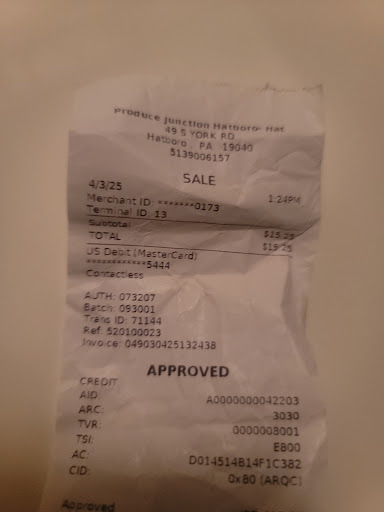 Produce Junction Hatboro- Hat
49 S YORK RD
Hatboro , PA 19040
5139006157
SALE
4/3/25 1:24PM
Merchant ID: *******0173
Terminal ID: 13
Subtotal $15.25
TOTAL $15.25
US Debit (MasterCard)
************5444
Contactless
AUTH: 073207
Batch: 093001
Trans ID: 71144
Ref: 520100023
Invoice: 049030425132438
APPROVED
CREDIT
AID: A0000000042203
ARC: 3030
TVR: 0000008001
TSI: E800
AC: D014514B14F1C382
CID: 0x80 (ARQC)
Approved